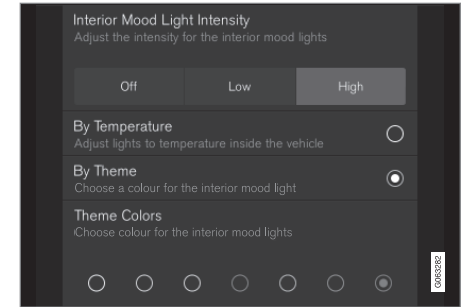 Interior Mood Light Intensity
Adjust the intensity for the interior mood lights
Off Low High
By Temperature
Adjust lights to temperature inside the vehicle
By Theme
Choose a colour for the interior mood light
Theme Colors
Choose colour for the interior mood lights
G063282